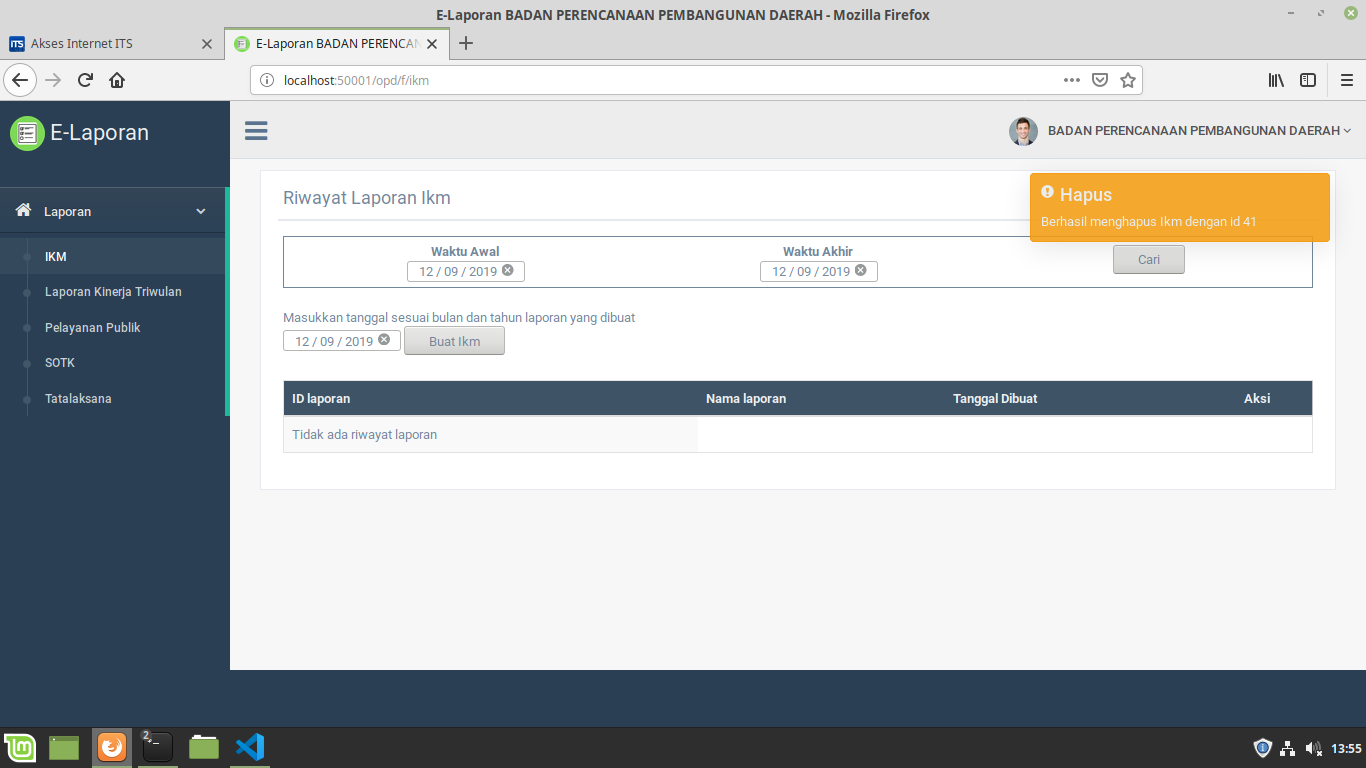 E-Laporan BADAN PERENCANAAN PEMBANGUNAN DAERAH - Mozilla Firefox
ITS Akses Internet ITS
E-Laporan BADAN PERENCAN
localhost:50001/opd/f/ikm
E-Laporan
BADAN PERENCANAAN PEMBANGUNAN DAERAH
Laporan
IKM
Laporan Kinerja Triwulan
Pelayanan Publik
SOTK
Tatalaksana
Riwayat Laporan Ikm
Hapus
Berhasil menghapus Ikm dengan id 41
Waktu Awal Waktu Akhir
12 / 09 / 2019 12 / 09 / 2019 Cari
Masukkan tanggal sesuai bulan dan tahun laporan yang dibuat
12 / 09 / 2019 Buat Ikm
ID laporan Nama laporan Tanggal Dibuat Aksi
Tidak ada riwayat laporan
2
13:55